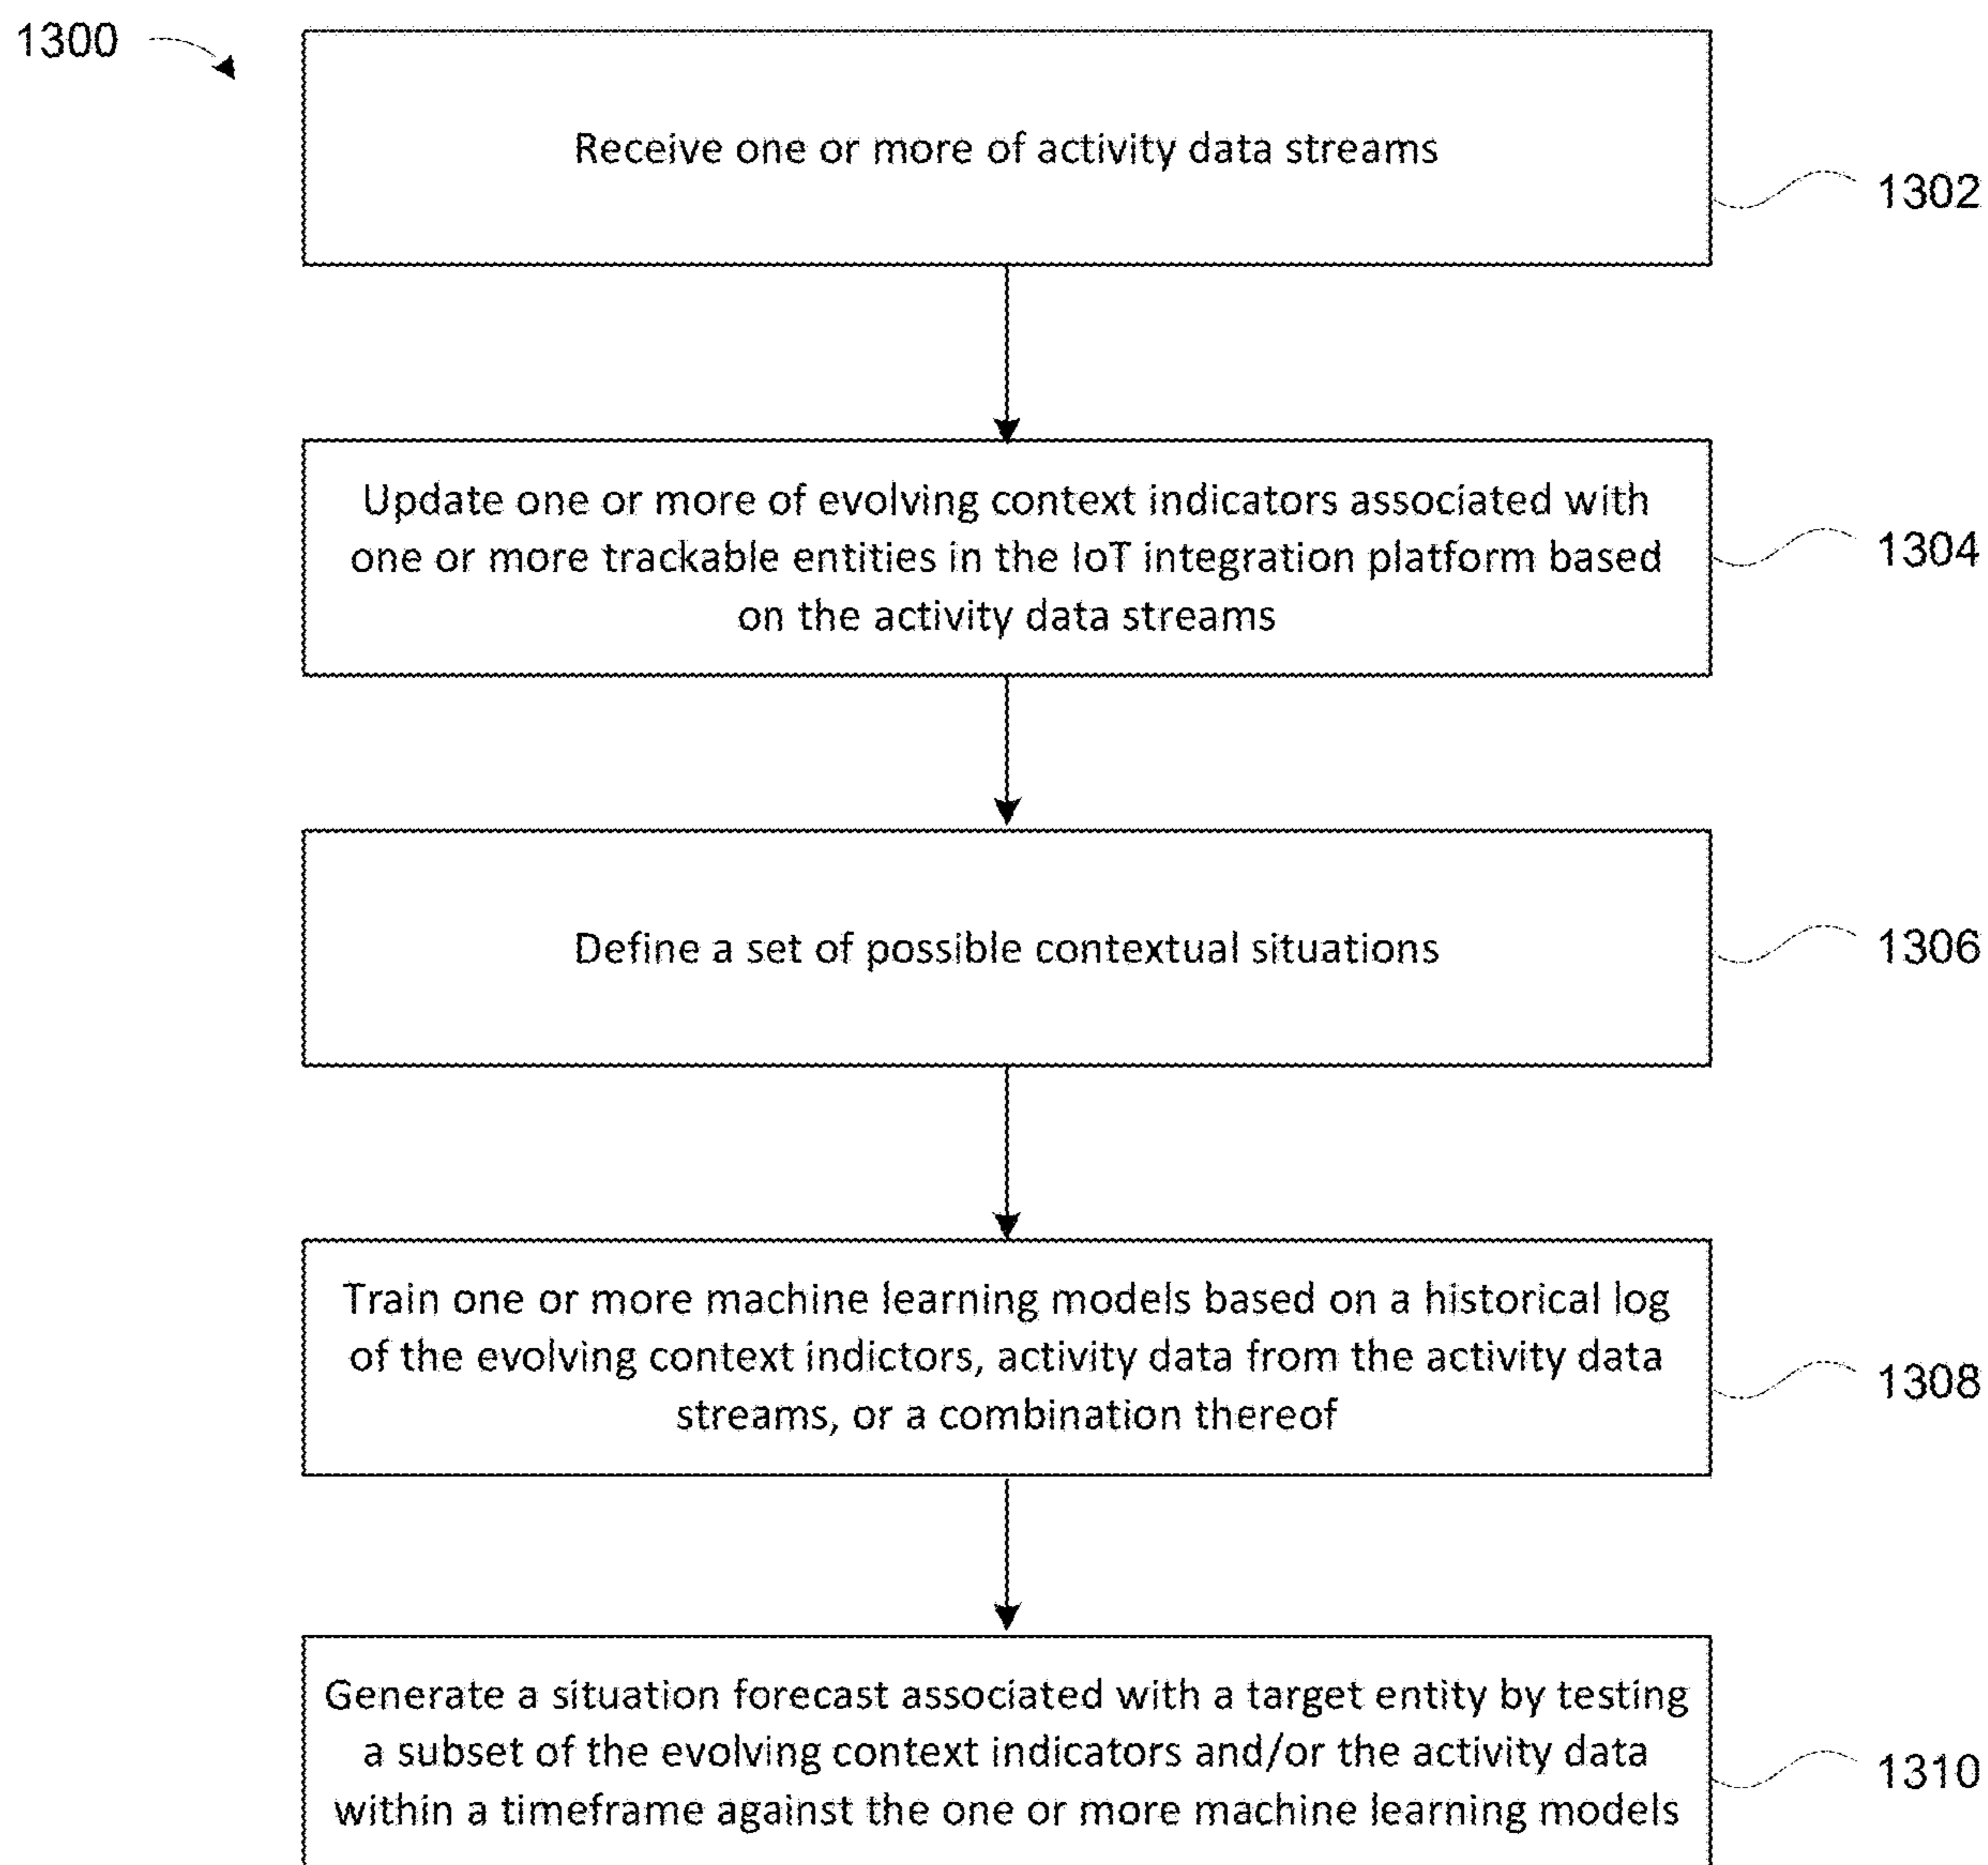 1300
Receive one or more of activity data streams
1302
Update one or more of evolving context indicators associated with
one or more trackable entities in the IoT integration platform based
on the activity data streams
1304
Define a set of possible contextual situations
1306
Train one or more machine learning models based on a historical log
of the evolving context indictors, activity data from the activity data
streams, or a combination thereof
1308
Generate a situation forecast associated with a target entity by testing
a subset of the evolving context indicators and/or the activity data
within a timeframe against the one or more machine learning models
1310